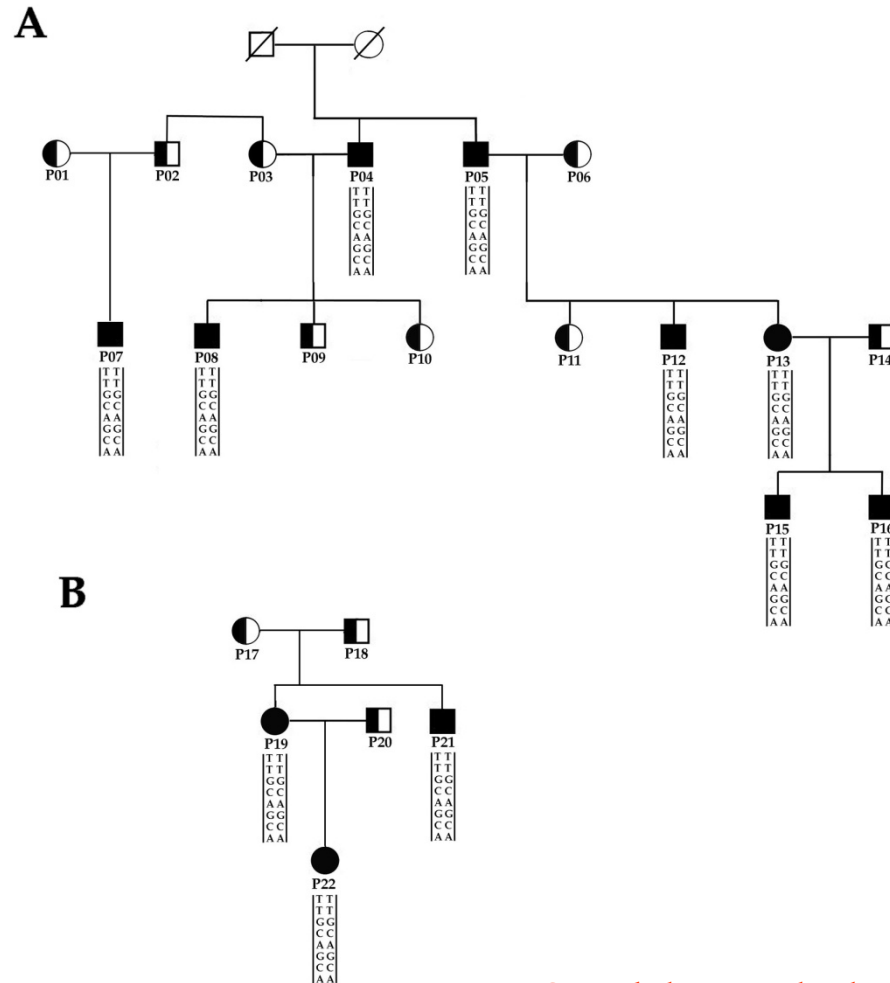 A
P01 P02 P03 P04 P05 P06
T T T T
T T T T
G G G G
C C C C
A A A A
G G G G
C C C C
A A A A
P07 P08 P09 P10 P11 P12 P13 P14
T T T T T T T T
T T T T T T T T
G G G G G G G G
C C C C C C C C
A A A A A A A A
G G G G G G G G
C C C C C C C C
A A A A A A A A
P15 P16
T T T T
T T T T
G G G G
C C C C
A A A A
G G G G
C C C C
A A A A
B
P17 P18
P19 P20 P21
T T T T
T T T T
G G G G
C C C C
A A A A
G G G G
C C C C
A A A A
P22
T T
T T
G G
C C
A A
G G
C C
A A